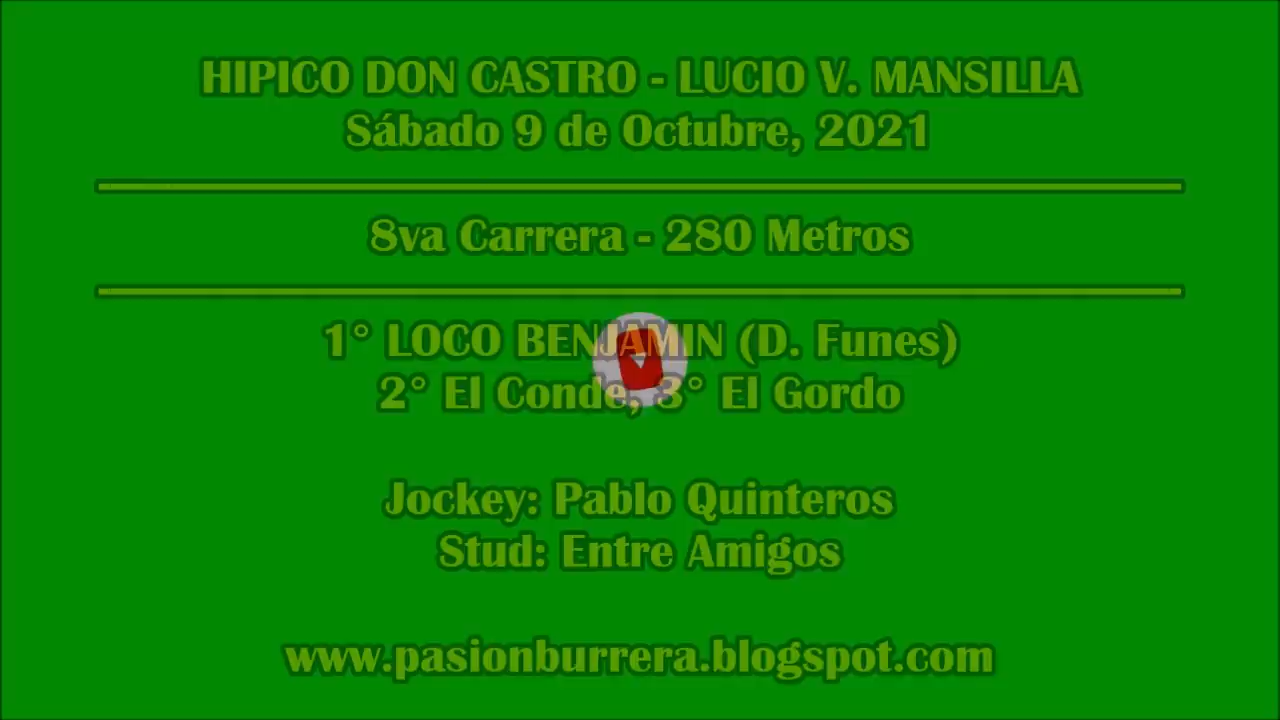 HIPICO DON CASTRO - LUCIO V. MANSILLA
Sábado 9 de Octubre, 2021
8va Carrera - 280 Metros
1° LOCO BENJAMIN (D. Funes)
2° El Conde, 3° El Gordo
Jockey: Pablo Quinteros
Stud: Entre Amigos
www.pasionburrera.blogspot.com